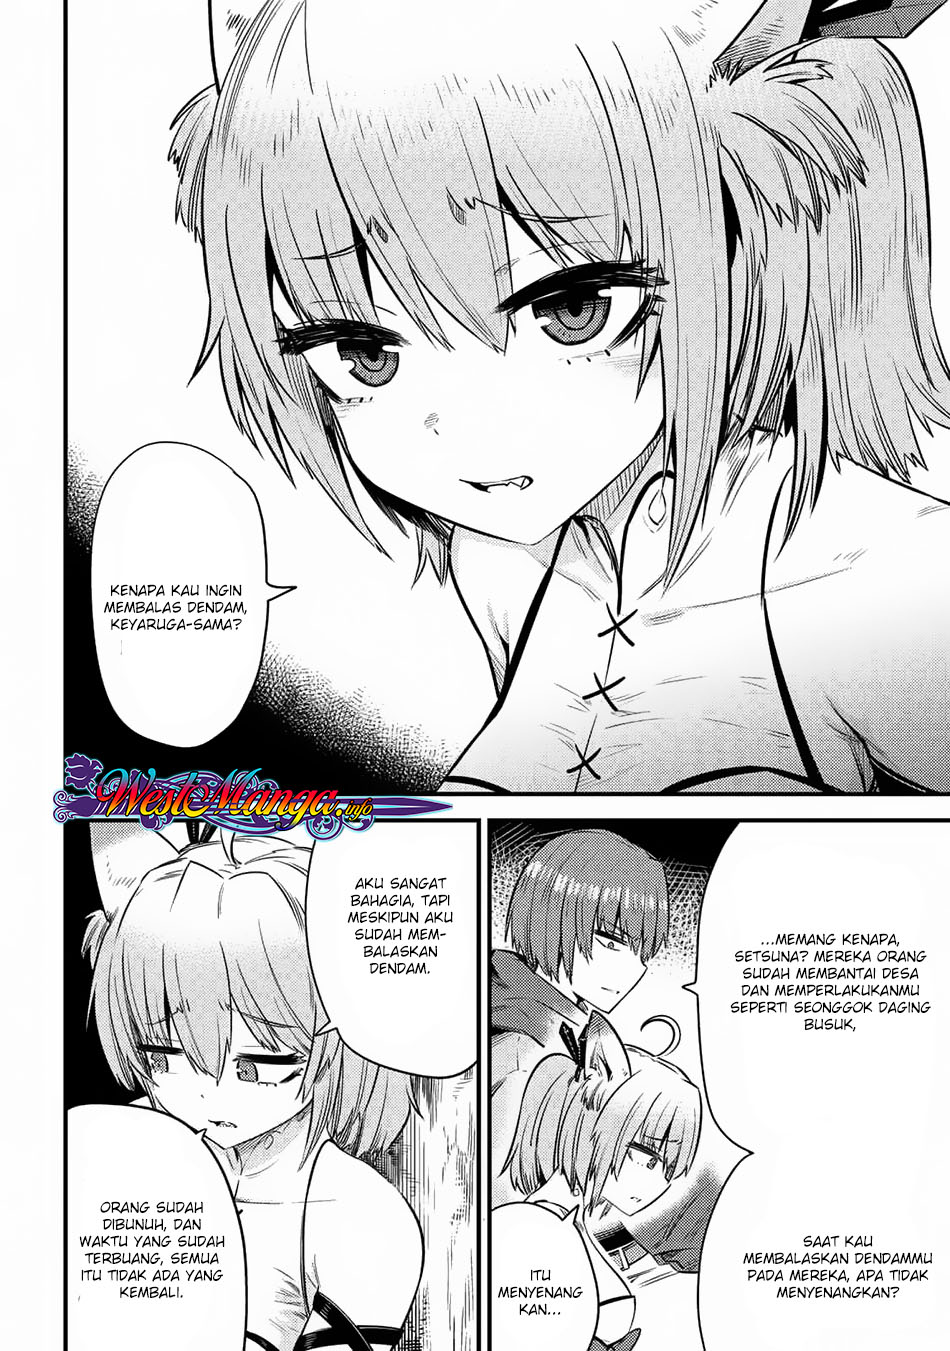 KENAPA KAU INGIN
MEMBALAS DENDAM,
KEYARUGA-SAMA?
WestManga.info
...MEMANG KENAPA,
SETSUNA? MEREKA ORANG
SUDAH MEMBANTAI DESA
DAN MEMPERLAKUKANMU
SEPERTI SEONGGOK DAGING
BUSUK,
SAAT KAU
MEMBALASKAN DENDAMMU
PADA MEREKA, APA TIDAK
MENYENANGKAN?
ITU
MENYENANG
KAN...
AKU SANGAT
BAHAGIA, TAPI
MESKIPUN AKU
SUDAH MEM-
BALASKAN
DENDAM.
ORANG SUDAH
DIBUNUH, DAN
WAKTU YANG SUDAH
TERBUANG, SEMUA
ITU TIDAK ADA YANG
KEMBALI.